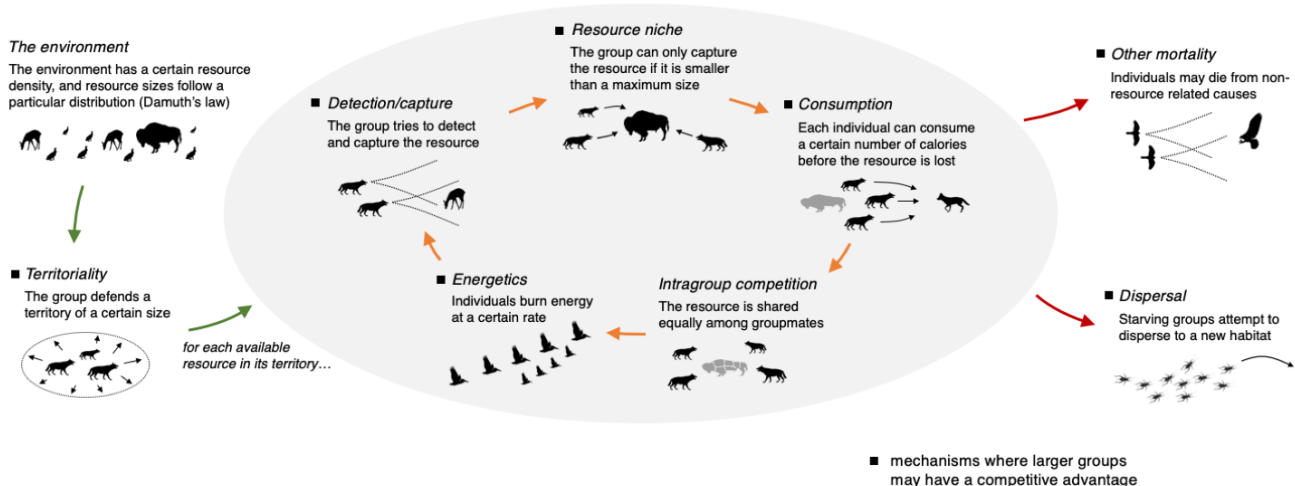 The environment
The environment has a certain resource
density, and resource sizes follow a
particular distribution (Damuth's law)
■ Territoriality
The group defends a
territory of a certain size
for each available
resource in its territory…
■ Detection/capture
The group tries to detect
and capture the resource
■ Resource niche
The group can only capture
the resource if it is smaller
than a maximum size
■ Consumption
Each individual can consume
a certain number of calories
before the resource is lost
Intragroup competition
The resource is shared
equally among groupmates
■ Energetics
Individuals burn energy
at a certain rate
■ Other mortality
Individuals may die from non-
resource related causes
■ Dispersal
Starving groups attempt to
disperse to a new habitat
■ mechanisms where larger groups
may have a competitive advantage